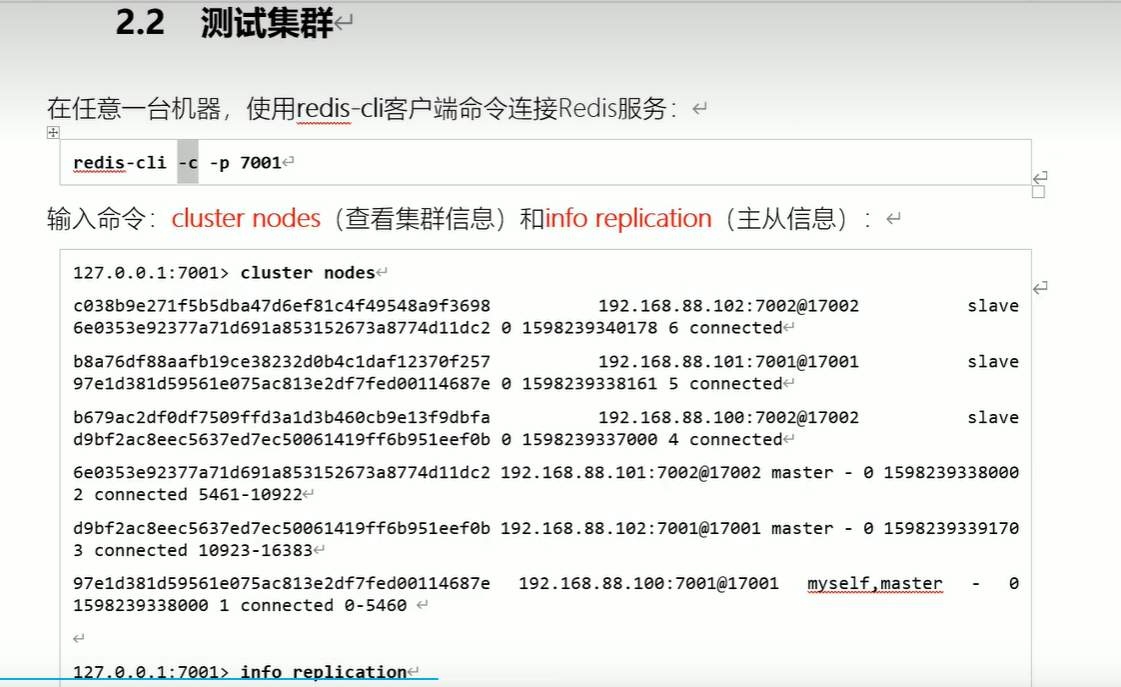 2.2 测试集群
在任意一台机器，使用redis-cli客户端命令连接Redis服务：
redis-cli -c -p 7001
输入命令：cluster nodes（查看集群信息）和info replication（主从信息）：
127.0.0.1:7001> cluster nodes
c038b9e271f5b5dba47d6ef81c4f49548a9f3698 192.168.88.102:7002@17002 slave
6e0353e92377a71d691a853152673a8774d11dc2 0 1598239340178 6 connected
b8a76df88aafb19ce38232d0b4c1daf12370f257 192.168.88.101:7001@17001 slave
97e1d381d59561e075ac813e2df7fed00114687e 0 1598239338161 5 connected
b679ac2df0df7509ffd3a1d3b460cb9e13f9dbfa 192.168.88.100:7002@17002 slave
d9bf2ac8eec5637ed7ec50061419ff6b951eef0b 0 1598239337000 4 connected
6e0353e92377a71d691a853152673a8774d11dc2 192.168.88.101:7002@17002 master - 0 1598239338000
2 connected 5461-10922
d9bf2ac8eec5637ed7ec50061419ff6b951eef0b 192.168.88.102:7001@17001 master - 0 1598239339170
3 connected 10923-16383
97e1d381d59561e075ac813e2df7fed00114687e 192.168.88.100:7001@17001 myself,master - 0
1598239338000 1 connected 0-5460
127.0.0.1:7001> info replication